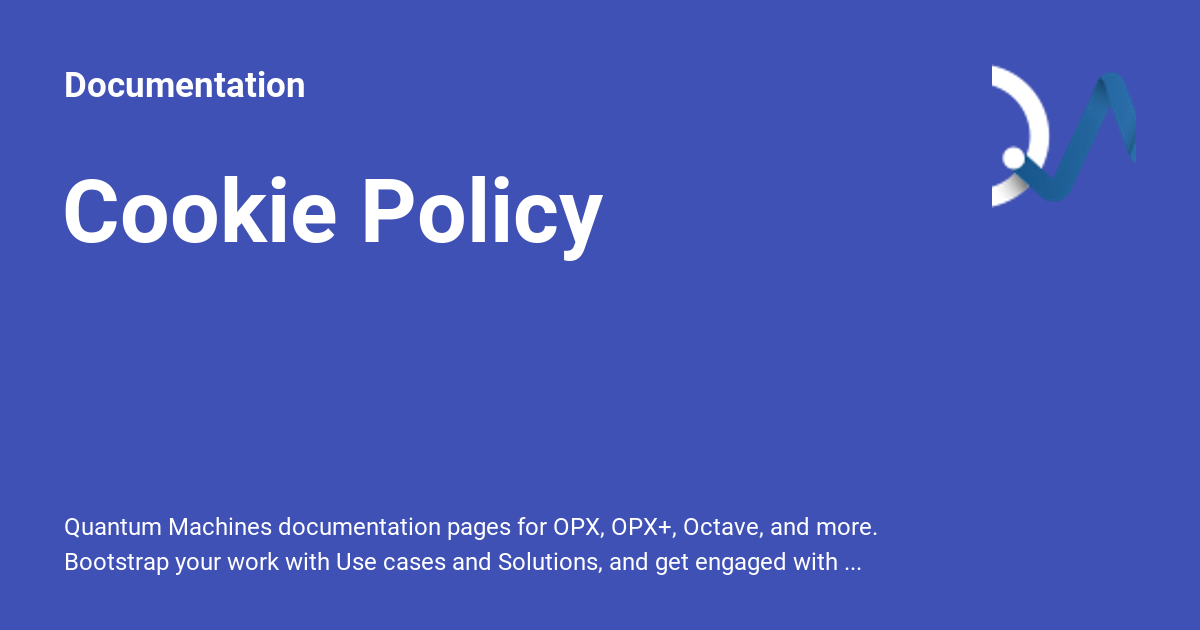 Documentation
Cookie Policy
Quantum Machines documentation pages for OPX, OPX+, Octave, and more.
Bootstrap your work with Use cases and Solutions, and get engaged with ...